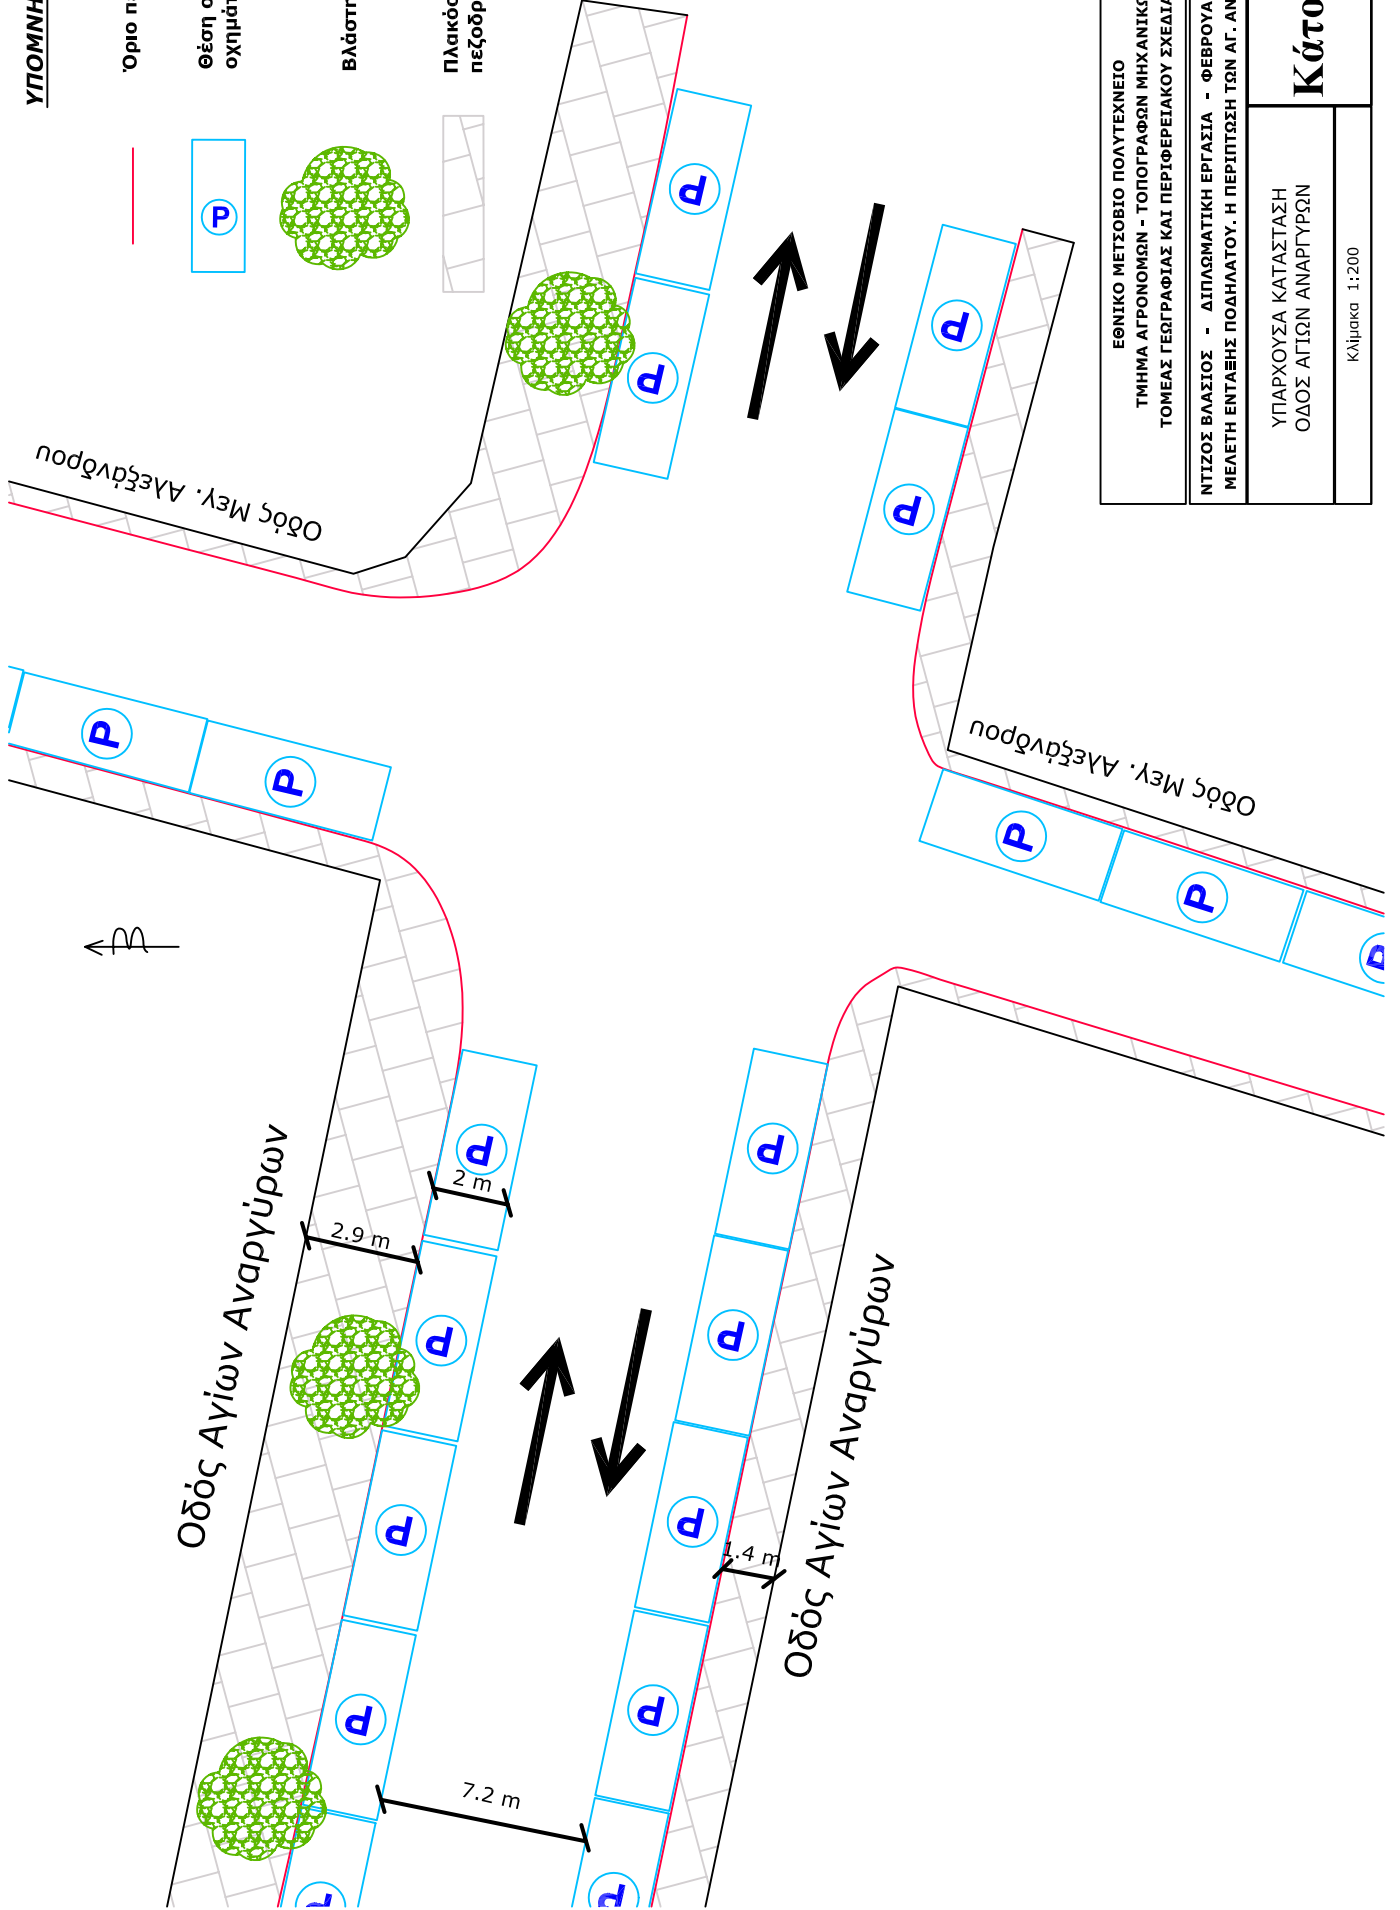 ΥΠΟΜΝΗ
Όριο π
Θέση σ
οχημάτ
Βλάστη
Πλακόσ
πεζοδρ
P
Οδός Μεγ. Αλεξάνδρου
P
P
P
P
P
P
Οδός Μεγ. Αλεξάνδρου
P
P
P
Οδός Αγίων Αναργύρων
P
2 m
2.9 m
P
P
P
7.2 m
P
P
P
P
1.4 m
P
P
Οδός Αγίων Αναργύρων
ΕΘΝΙΚΟ ΜΕΤΣΟΒΙΟ ΠΟΛΥΤΕΧΝΕΙΟ
ΤΜΗΜΑ ΑΓΡΟΝΟΜΩΝ - ΤΟΠΟΓΡΑΦΩΝ ΜΗΧΑΝΙΚΩ
ΤΟΜΕΑΣ ΓΕΩΓΡΑΦΙΑΣ ΚΑΙ ΠΕΡΙΦΕΡΕΙΑΚΟΥ ΣΧΕΔΙΑ
ΝΤΙΖΟΣ ΒΛΑΣΙΟΣ - ΔΙΠΛΩΜΑΤΙΚΗ ΕΡΓΑΣΙΑ - ΦΕΒΡΟΥΑ
ΜΕΛΕΤΗ ΕΝΤΑΞΗΣ ΠΟΔΗΛΑΤΟΥ. Η ΠΕΡΙΠΤΩΣΗ ΤΩΝ ΑΓ. ΑΝ
ΥΠΑΡΧΟΥΣΑ ΚΑΤΑΣΤΑΣΗ
ΟΔΟΣ ΑΓΙΩΝ ΑΝΑΡΓΥΡΩΝ
Κάτο
Κλίμακα 1:200